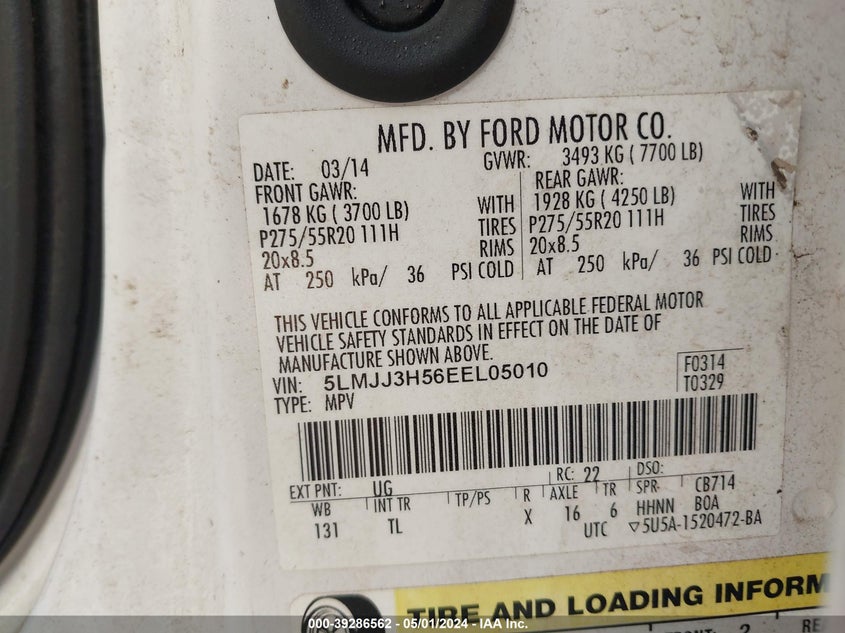 MFD. BY FORD MOTOR CO.
DATE: 03/14 GVWR: 3493 KG ( 7700 LB)
FRONT GAWR: REAR GAWR:
1678 KG ( 3700 LB) WITH 1928 KG ( 4250 LB) WITH
P275/55R20 111H TIRES P275/55R20 111H TIRES
20x8.5 RIMS 20x8.5 RIMS
AT 250 kPa/ 36 PSI COLD AT 250 kPa/ 36 PSI COLD
THIS VEHICLE CONFORMS TO ALL APPLICABLE FEDERAL MOTOR
VEHICLE SAFETY STANDARDS IN EFFECT ON THE DATE OF
MANUFACTURE SHOWN ABOVE.
VIN: 5LMJJ3H56EEL05010 F0314
TYPE: MPV T0329
EXT PNT: UG RC: 22 DSO:
WB INT TR TP/PS R AXLE TR SPR CB714
131 TL X 16 6 HHNN BOA
UTC ▽5U5A-1520472-BA
TIRE AND LOADING INFORM
2 RE
000-39286562 - 05/01/2024 - IAA Inc.